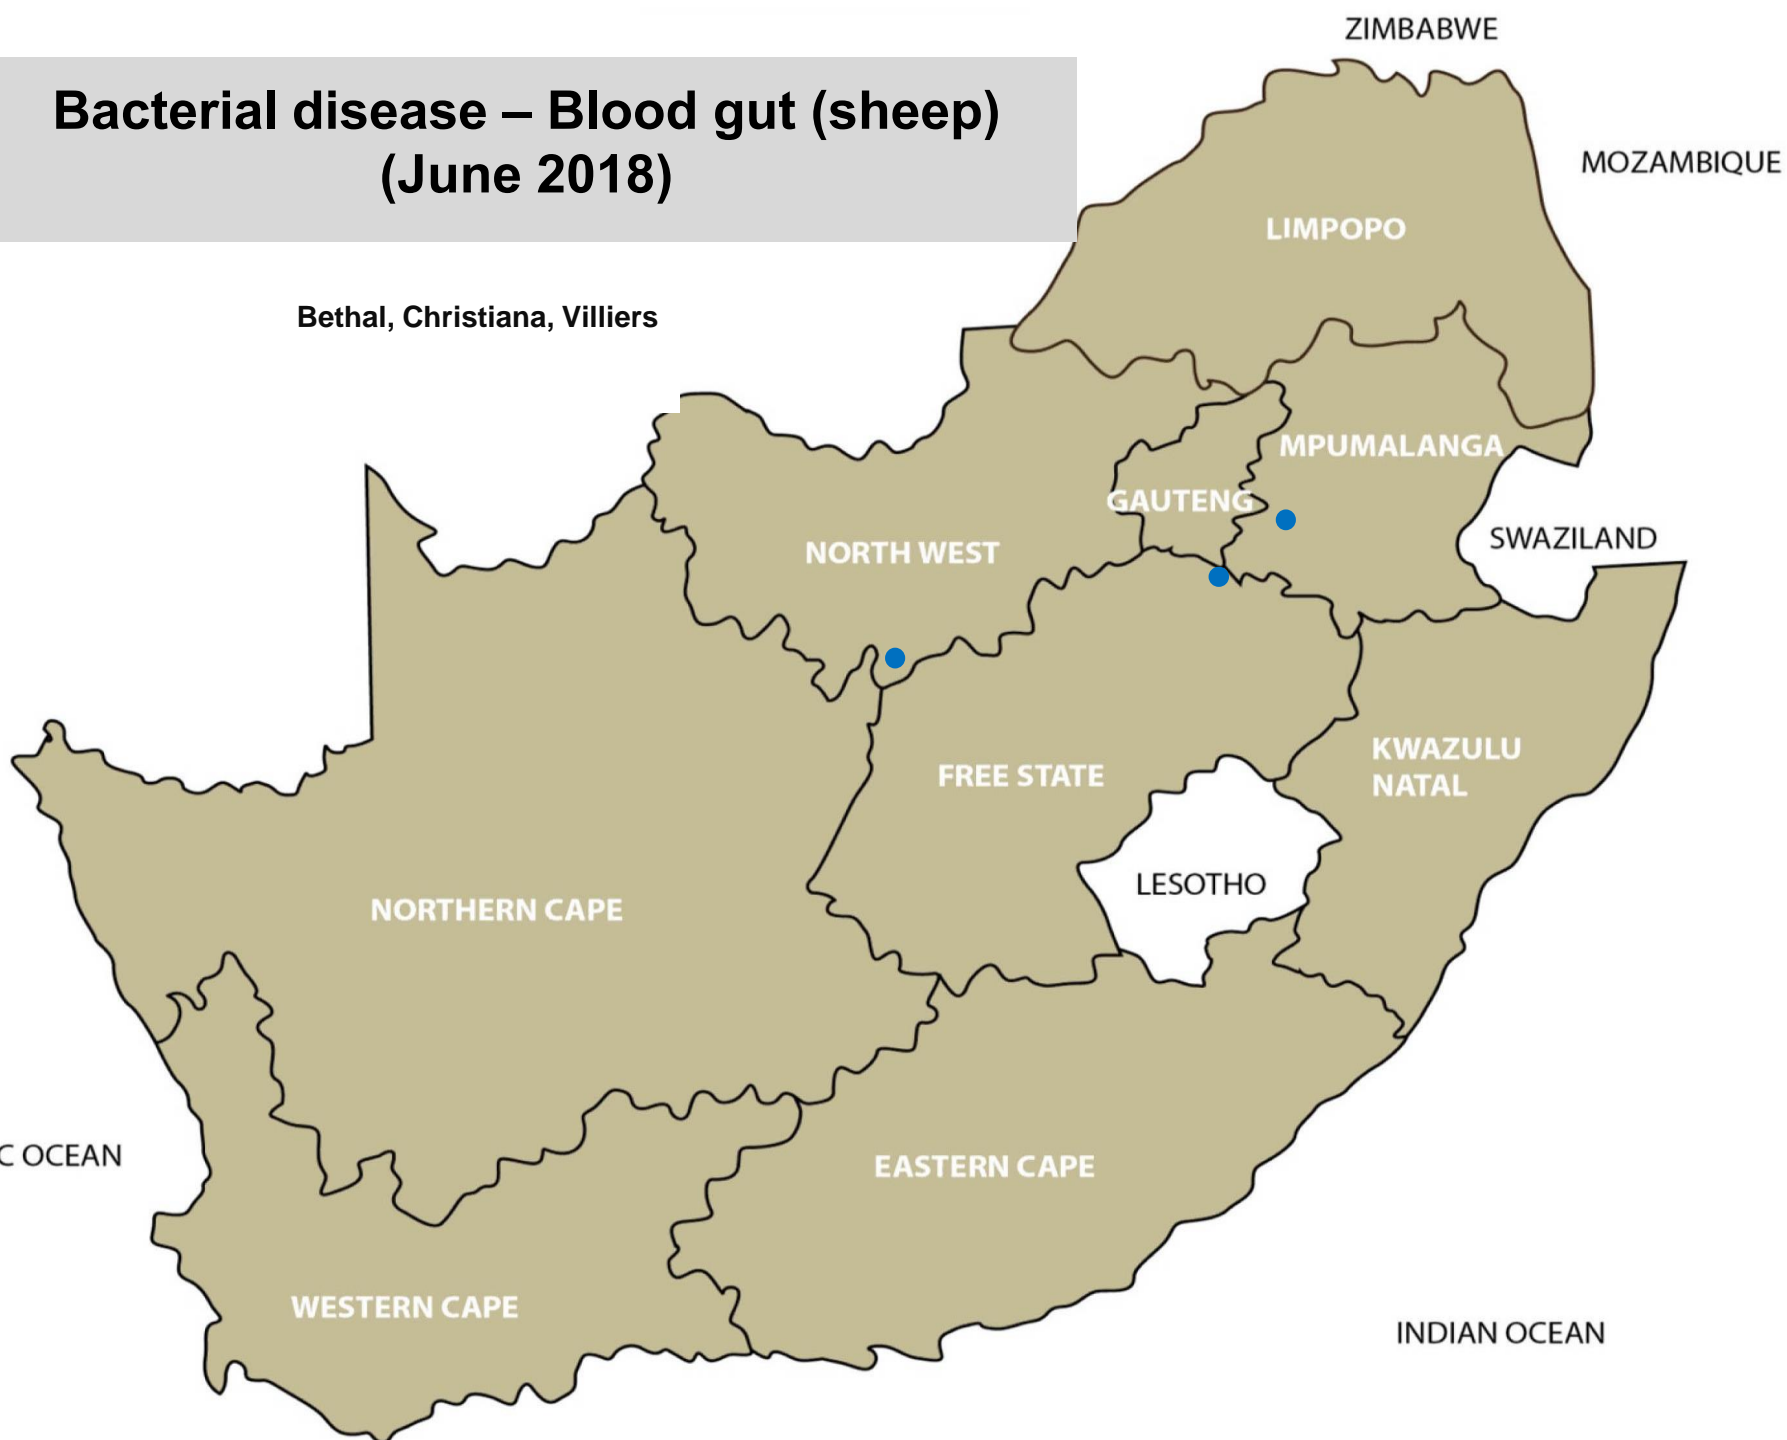 ZIMBABWE
Bacterial disease – Blood gut (sheep)
(June 2018)
MOZAMBIQUE
LIMPOPO
Bethal, Christiana, Villiers
MPUMALANGA
GAUTENG
SWAZILAND
NORTH WEST
KWAZULU
NATAL
FREE STATE
LESOTHO
NORTHERN CAPE
C OCEAN
EASTERN CAPE
WESTERN CAPE
INDIAN OCEAN